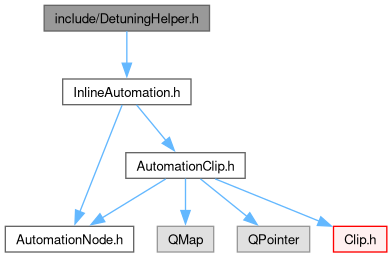 include/DetuningHelper.h
InlineAutomation.h
AutomationClip.h
AutomationNode.h
QMap
QPointer
Clip.h